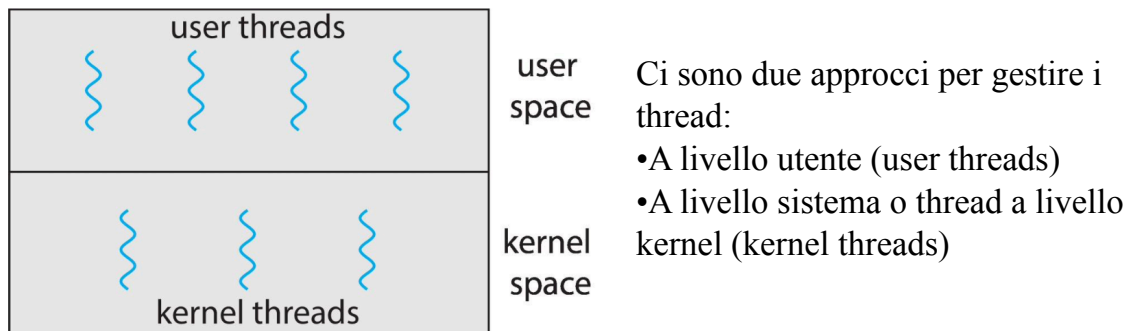 user threads
user
space
kernel
space
kernel threads
Ci sono due approcci per gestire i
thread:
•A livello utente (user threads)
•A livello sistema o thread a livello
kernel (kernel threads)